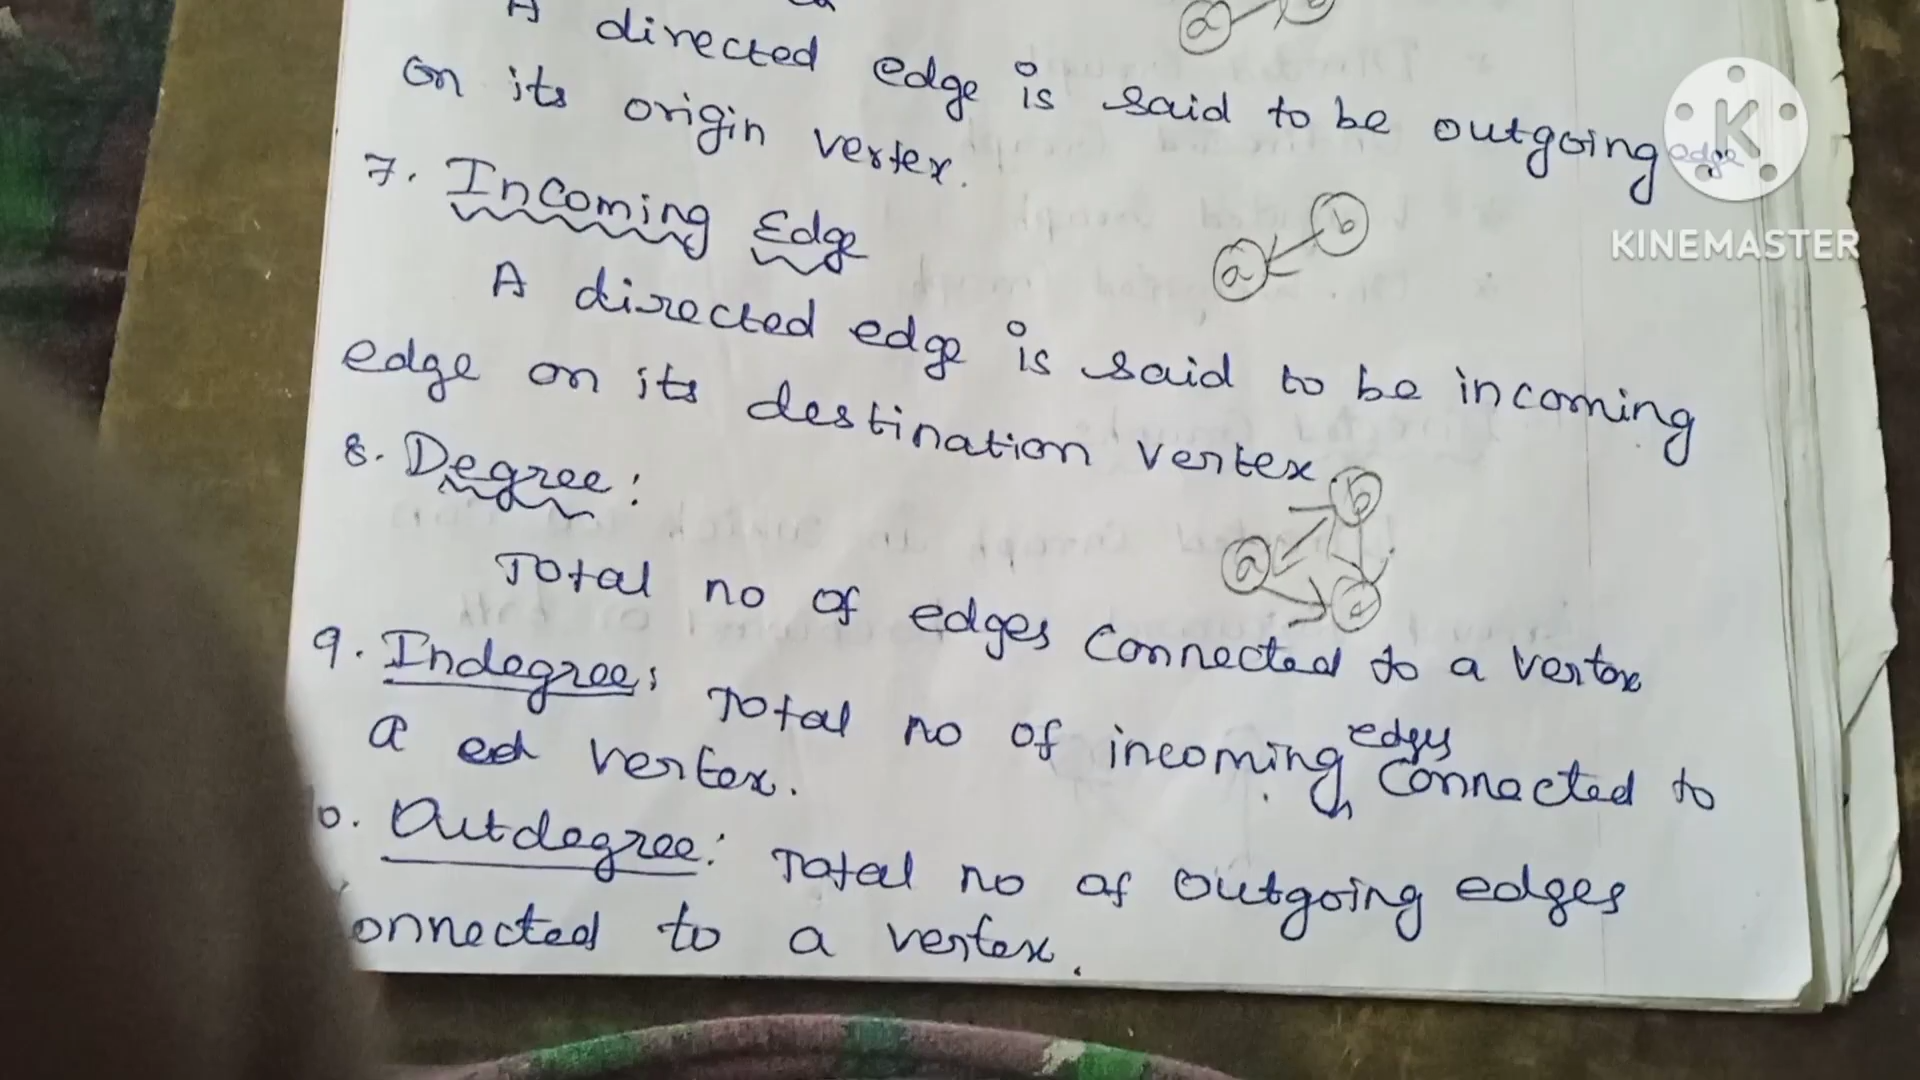 A directed edge is said to be outgoing edge
on its origin vertex.
7. Incoming Edge
A directed edge is said to be incoming
edge on its destination vertex.
8. Degree:
Total no of edges connected to a vertex
9. Indegree: Total no of incoming edges connected to
a vertex.
0. Outdegree: Total no of outgoing edges
onnected to a vertex.
a
b
a
b
a
d
K
KINEMASTER